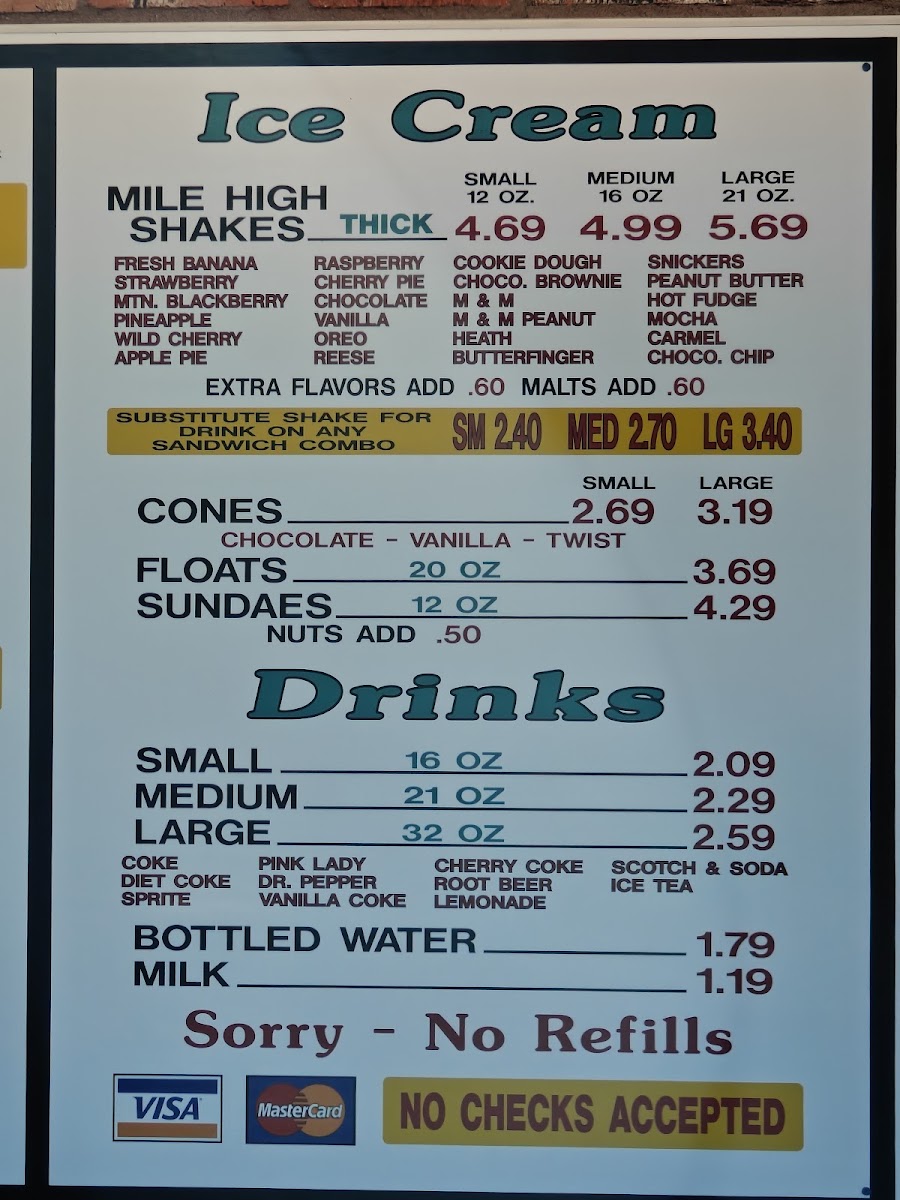 Ice Cream
SMALL MEDIUM LARGE
12 OZ. 16 OZ 21 OZ.
MILE HIGH
SHAKES THICK 4.69 4.99 5.69
FRESH BANANA RASPBERRY COOKIE DOUGH SNICKERS
STRAWBERRY CHERRY PIE CHOCO. BROWNIE PEANUT BUTTER
MTN. BLACKBERRY CHOCOLATE M & M HOT FUDGE
PINEAPPLE VANILLA M & M PEANUT MOCHA
WILD CHERRY OREO HEATH CARMEL
APPLE PIE REESE BUTTERFINGER CHOCO. CHIP
EXTRA FLAVORS ADD .60 MALTS ADD .60
SUBSTITUTE SHAKE FOR
DRINK ON ANY
SANDWICH COMBO
SM 2.40 MED 2.70 LG 3.40
SMALL LARGE
CONES 2.69 3.19
CHOCOLATE - VANILLA - TWIST
FLOATS 20 OZ 3.69
SUNDAES 12 OZ 4.29
NUTS ADD .50
Drinks
SMALL 16 OZ 2.09
MEDIUM 21 OZ 2.29
LARGE 32 OZ 2.59
COKE PINK LADY CHERRY COKE SCOTCH & SODA
DIET COKE DR. PEPPER ROOT BEER ICE TEA
SPRITE VANILLA COKE LEMONADE
BOTTLED WATER 1.79
MILK 1.19
Sorry - No Refills
VISA MasterCard NO CHECKS ACCEPTED